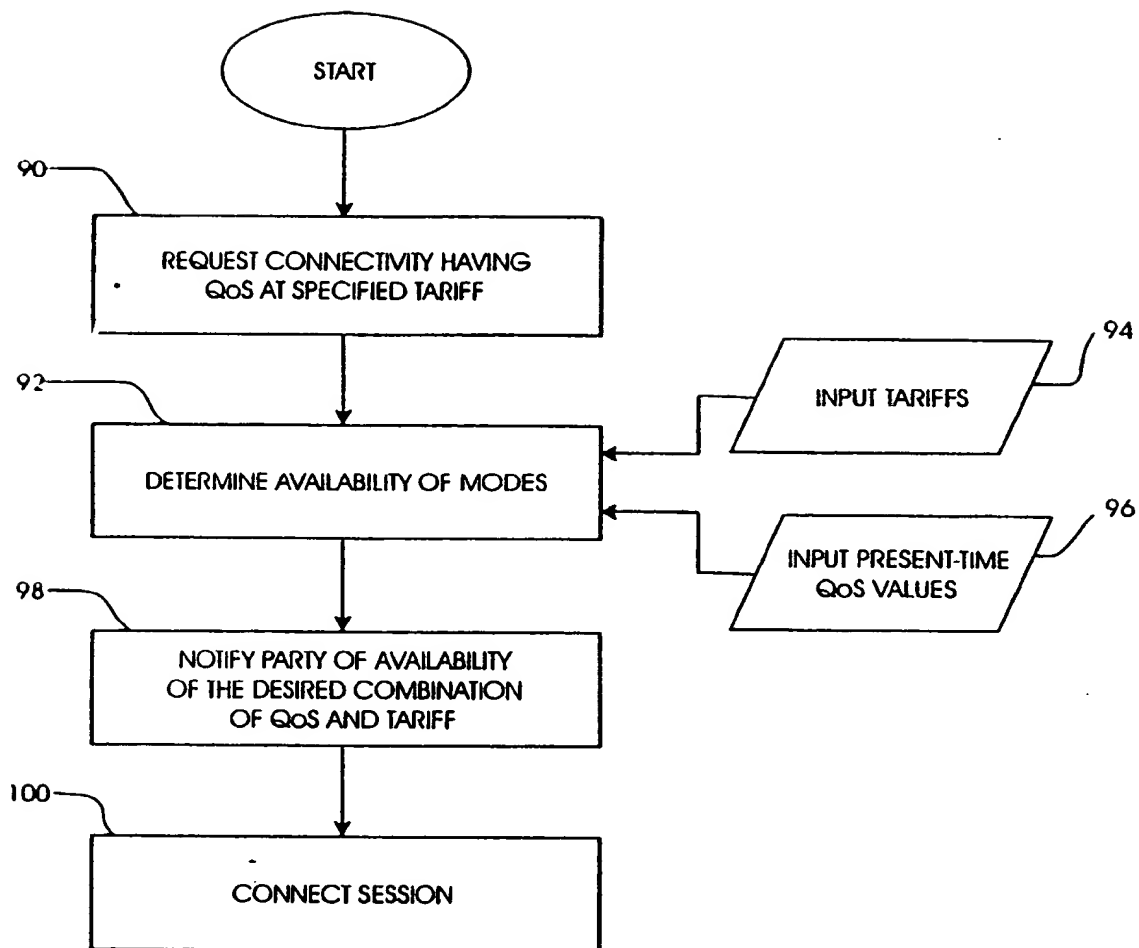 START
90
REQUEST CONNECTIVITY HAVING
QoS AT SPECIFIED TARIFF
92
DETERMINE AVAILABILITY OF MODES
94
INPUT TARIFFS
96
INPUT PRESENT-TIME
QoS VALUES
98
NOTIFY PARTY OF AVAILABILITY
OF THE DESIRED COMBINATION
OF QoS AND TARIFF
100
CONNECT SESSION